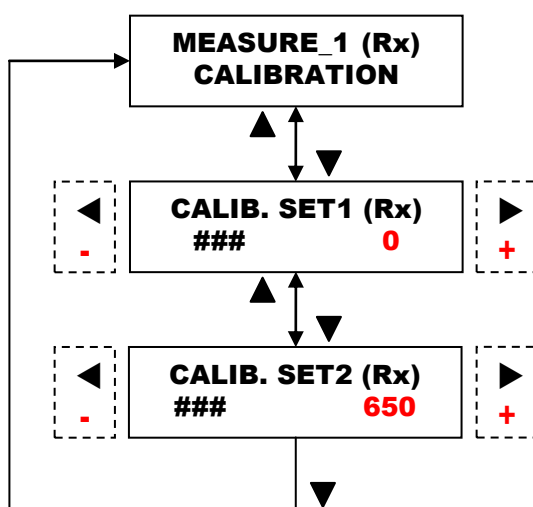 MEASURE_1 (Rx)
CALIBRATION
CALIB. SET1 (Rx)
### 0
-
+
CALIB. SET2 (Rx)
### 650
-
+